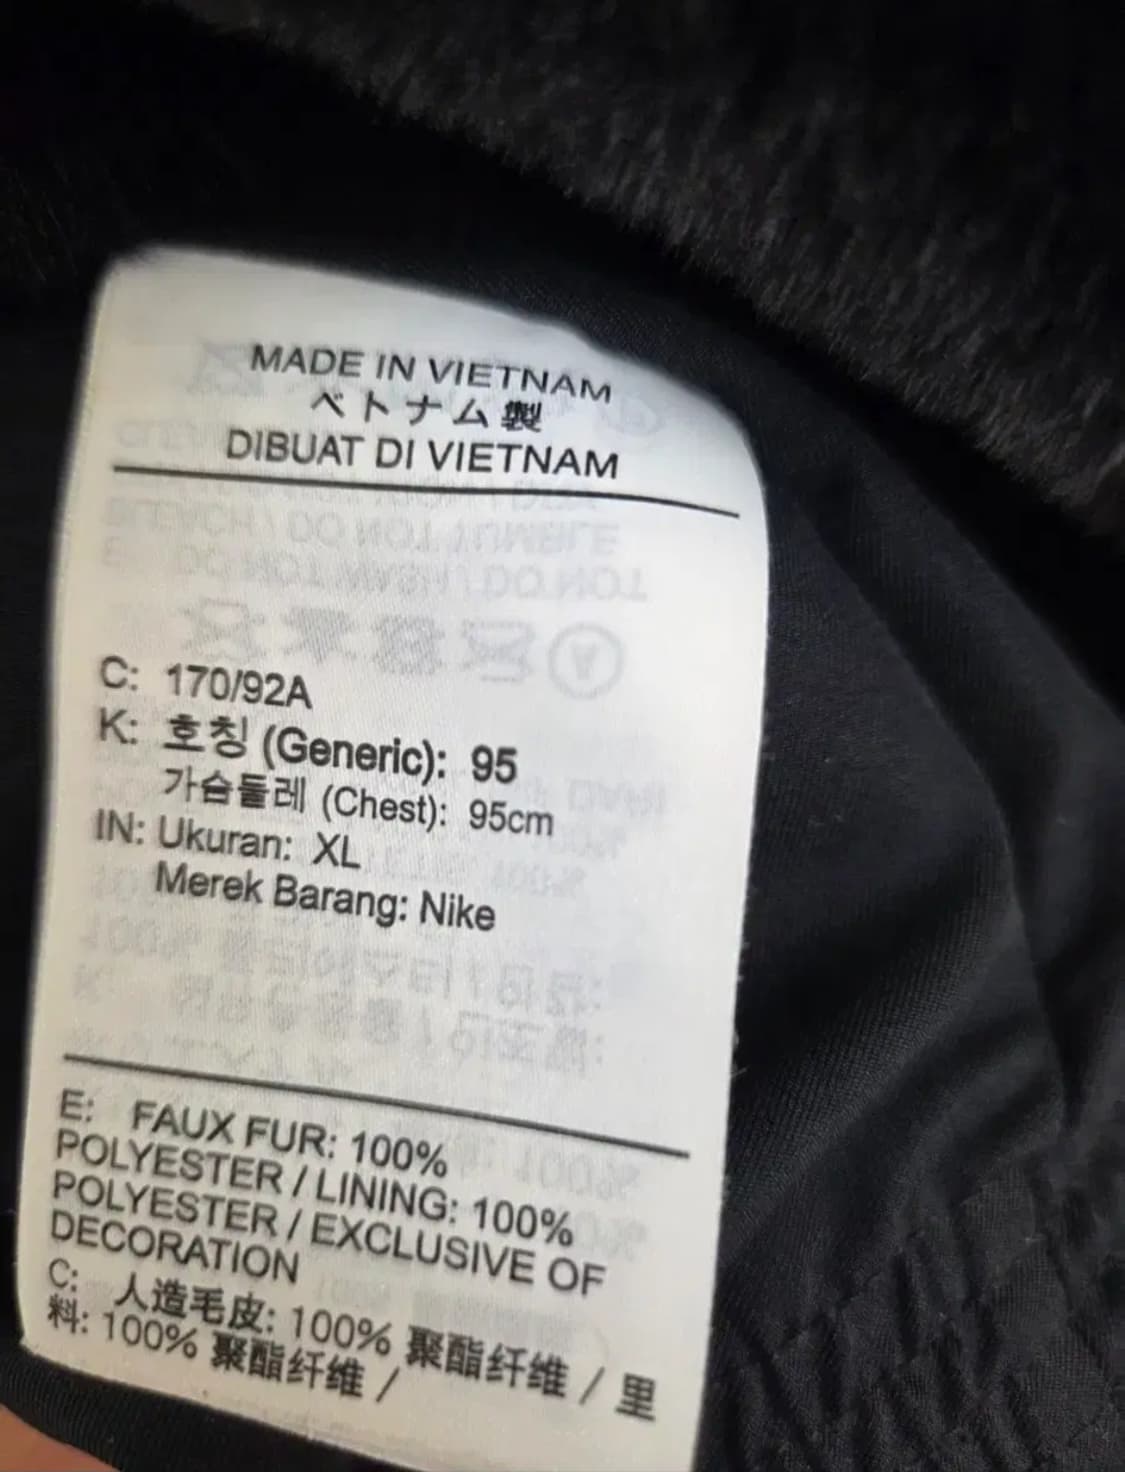 MADE IN VIETNAM
ベトナム製
DIBUAT DI VIETNAM
C: 170/92A
K: 호칭 (Generic): 95
가슴둘레 (Chest): 95cm
IN: Ukuran: XL
Merek Barang: Nike
E: FAUX FUR: 100%
POLYESTER / LINING: 100%
POLYESTER / EXCLUSIVE OF
DECORATION
C: 人造毛皮: 100% 聚酯纤维 / 里
料: 100% 聚酯纤维 /